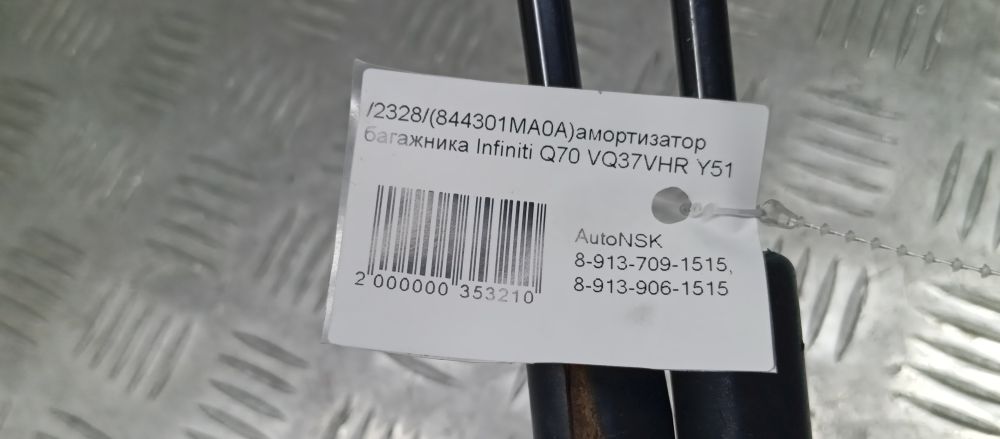 /2328/(844301MA0A)амортизатор
багажника Infiniti Q70 VQ37VHR Y51
AutoNSK
8-913-709-1515,
8-913-906-1515
2 000000 353210